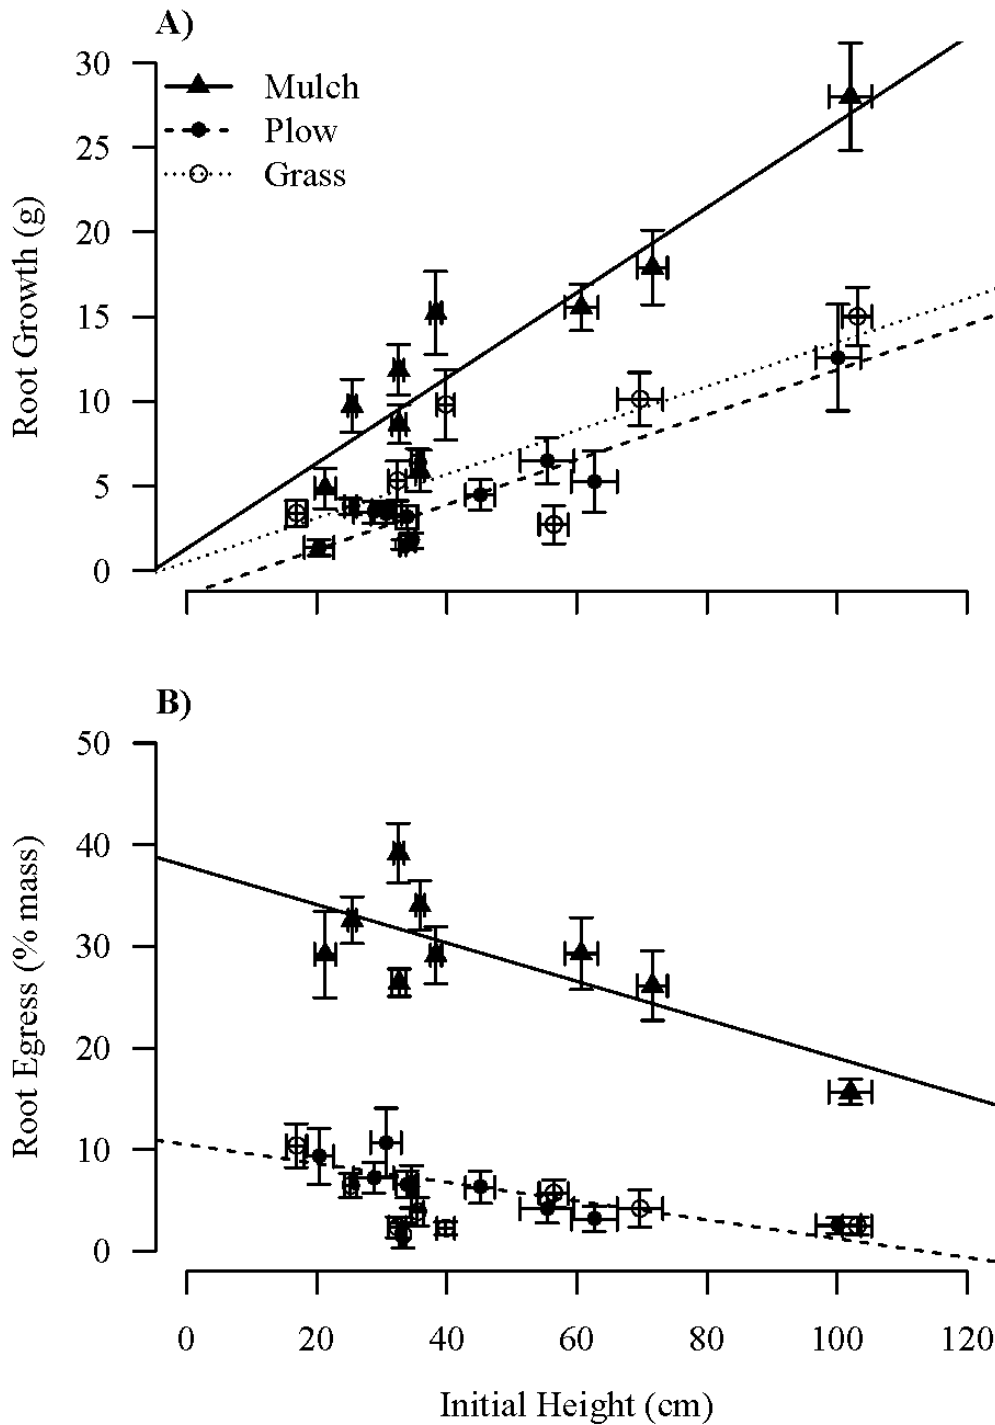 A)
30
25
20
15
10
5
0
Root Growth (g)
Mulch
Plow
Grass
B)
50
40
30
20
10
0
Root Egress (% mass)
0 20 40 60 80 100 120
Initial Height (cm)